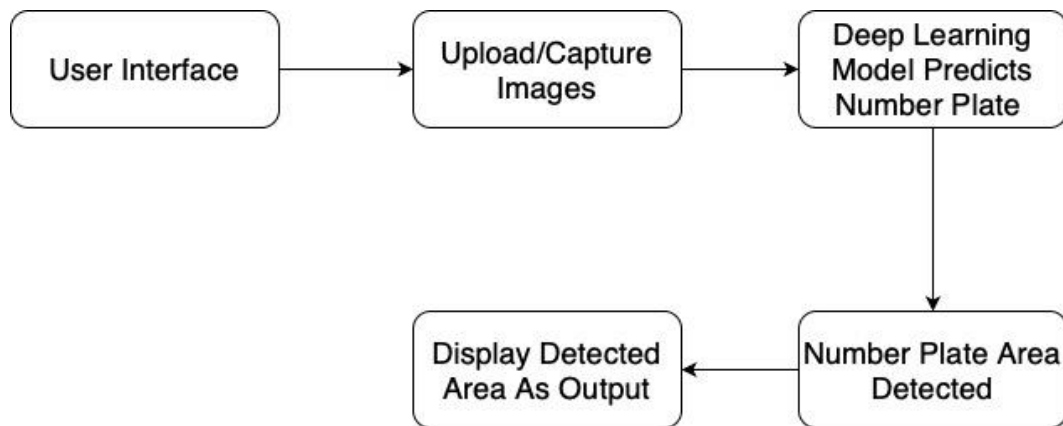 User Interface
Upload/Capture
Images
Deep Learning
Model Predicts
Number Plate
Number Plate Area
Detected
Display Detected
Area As Output